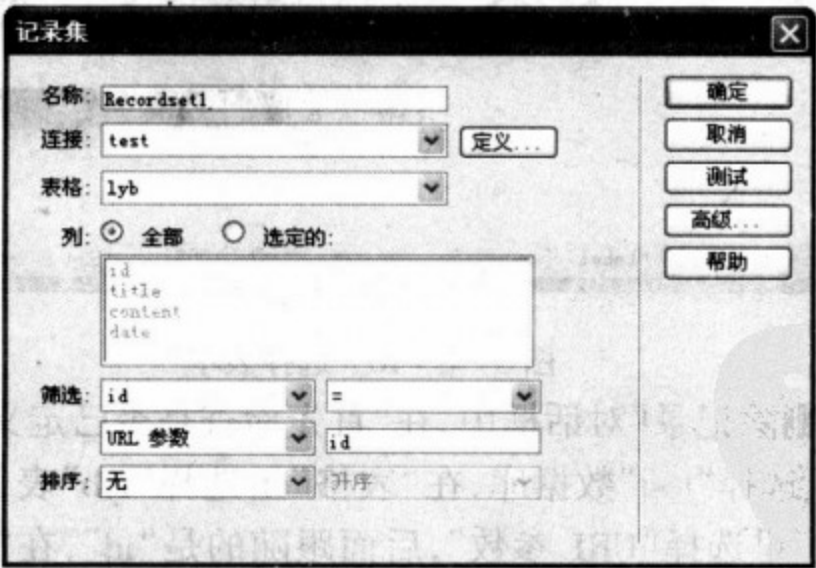 记录集
名称: Recordset1
连接: test 定义...
表格: lyb
列: 全部 选定的:
id
title
content
date
筛选: id =
URL 参数 id
排序: 无 升序
确定
取消
测试
高级...
帮助